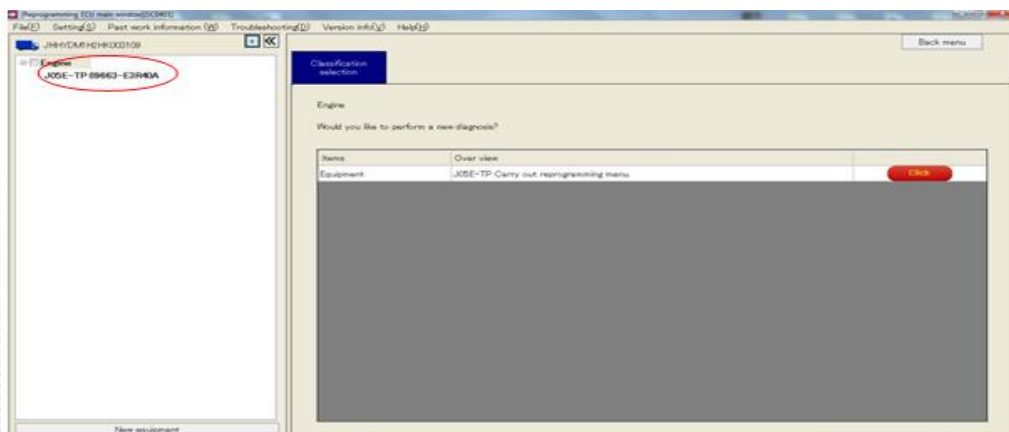 [Reprogramming ECU main window][SC0401]
File(F) Setting(S) Past work information (W) Troubleshooting(D) Version info(V) Help(H)
Back menu
Engine
J05E-TP 89663-E3R40A
Classification
selection
Engine
Would you like to perform a new diagnosis?
Items Over view
Equipment J05E-TP Carry out reprogramming menu Click
New equipment